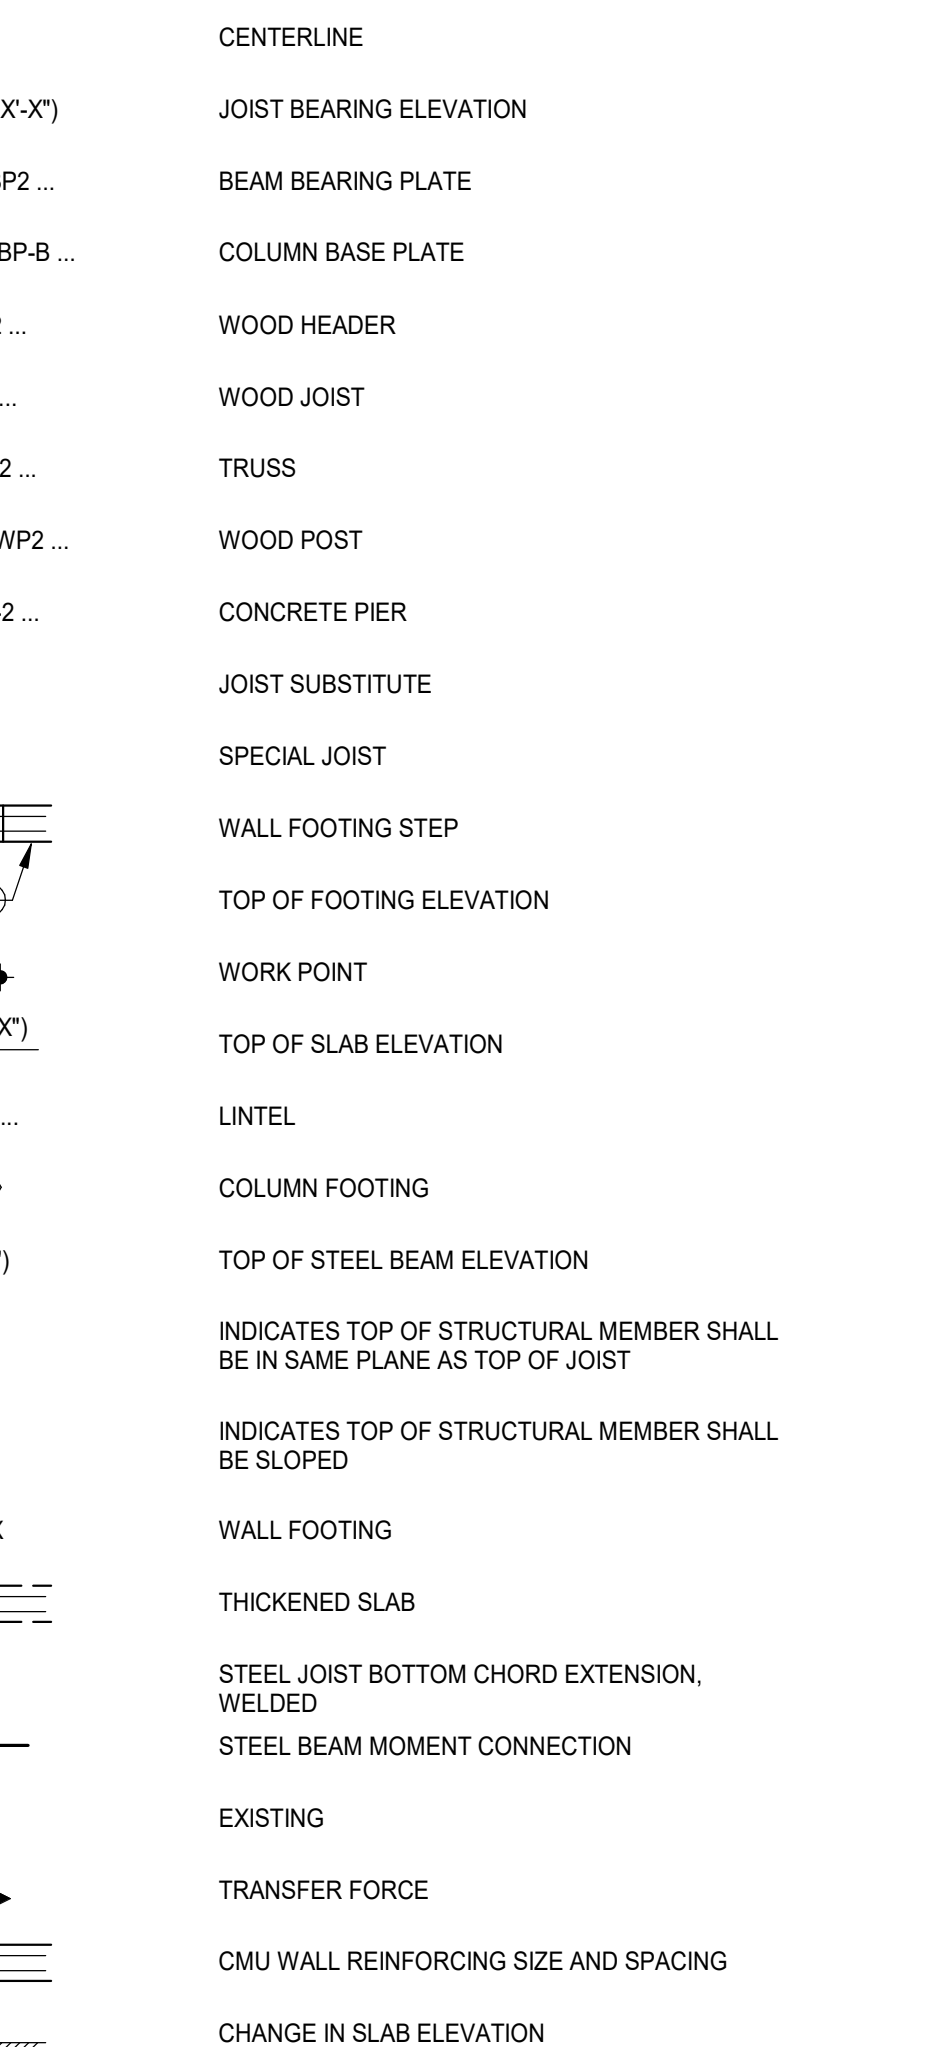 CENTERLINE
X'-X") JOIST BEARING ELEVATION
P2 ... BEAM BEARING PLATE
BP-B ... COLUMN BASE PLATE
... WOOD HEADER
... WOOD JOIST
2 ... TRUSS
WP2 ... WOOD POST
2 ... CONCRETE PIER
JOIST SUBSTITUTE
SPECIAL JOIST
WALL FOOTING STEP
TOP OF FOOTING ELEVATION
WORK POINT
X")
TOP OF SLAB ELEVATION
... LINTEL
COLUMN FOOTING
) TOP OF STEEL BEAM ELEVATION
INDICATES TOP OF STRUCTURAL MEMBER SHALL
BE IN SAME PLANE AS TOP OF JOIST
INDICATES TOP OF STRUCTURAL MEMBER SHALL
BE SLOPED
WALL FOOTING
THICKENED SLAB
STEEL JOIST BOTTOM CHORD EXTENSION,
WELDED
STEEL BEAM MOMENT CONNECTION
EXISTING
TRANSFER FORCE
CMU WALL REINFORCING SIZE AND SPACING
CHANGE IN SLAB ELEVATION